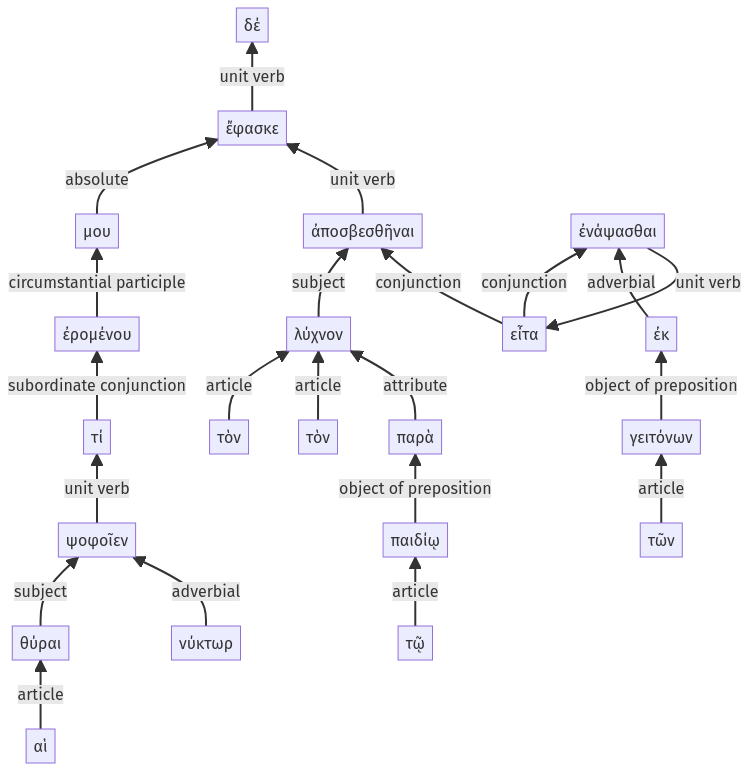 δέ
unit verb
ἔφασκε
absolute
unit verb
μου
ἀποσβεσθῆναι
ἐνάψασθαι
circumstantial participle
subject
conjunction
conjunction
adverbial
unit verb
ἐρομένου
λύχνον
εἶτα
ἐκ
subordinate conjunction
article
article
attribute
object of preposition
τί
τὸν
τὸν
παρὰ
γειτόνων
unit verb
object of preposition
article
ψοφοῖεν
παιδίῳ
τῶν
subject
adverbial
article
θύραι
νύκτωρ
τῷ
article
αἱ